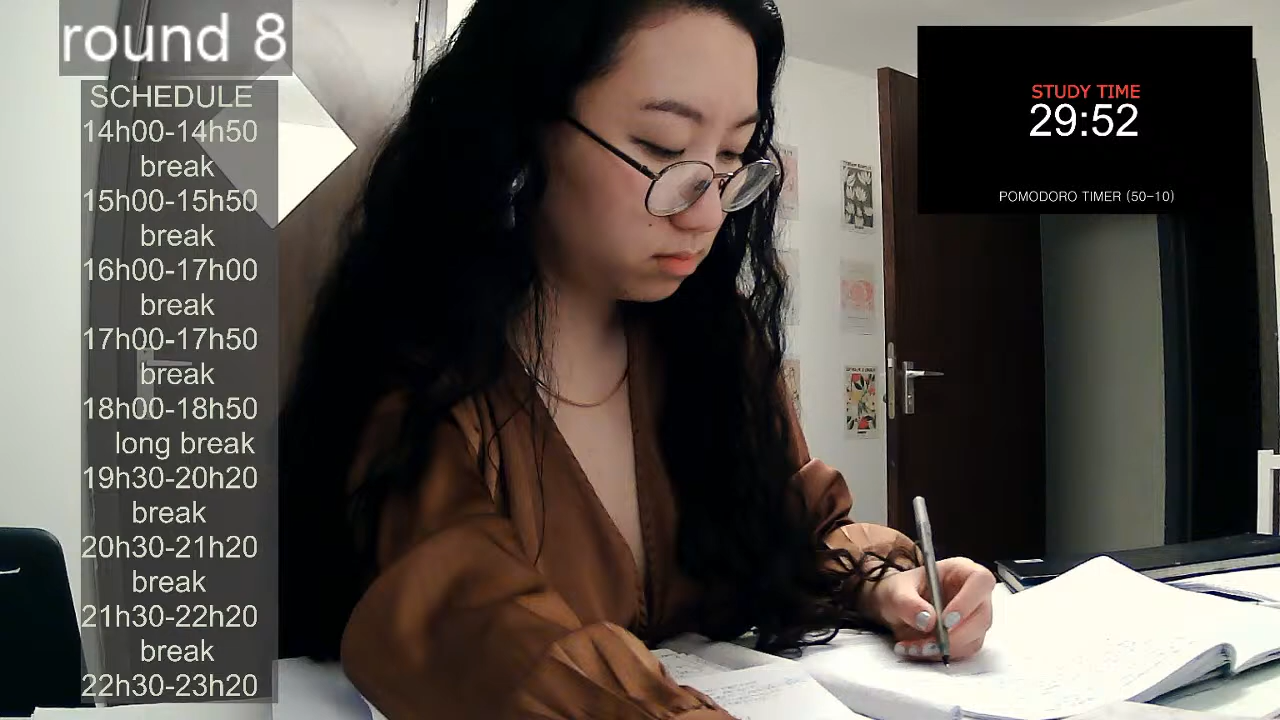 round 8
SCHEDULE
14h00-14h50
break
15h00-15h50
break
16h00-17h00
break
17h00-17h50
break
18h00-18h50
long break
19h30-20h20
break
20h30-21h20
break
21h30-22h20
break
22h30-23h20
STUDY TIME
29:52
POMODORO TIMER (50-10)